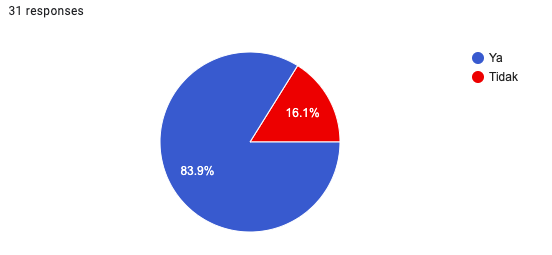 31 responses
Ya
Tidak
16.1%
83.9%